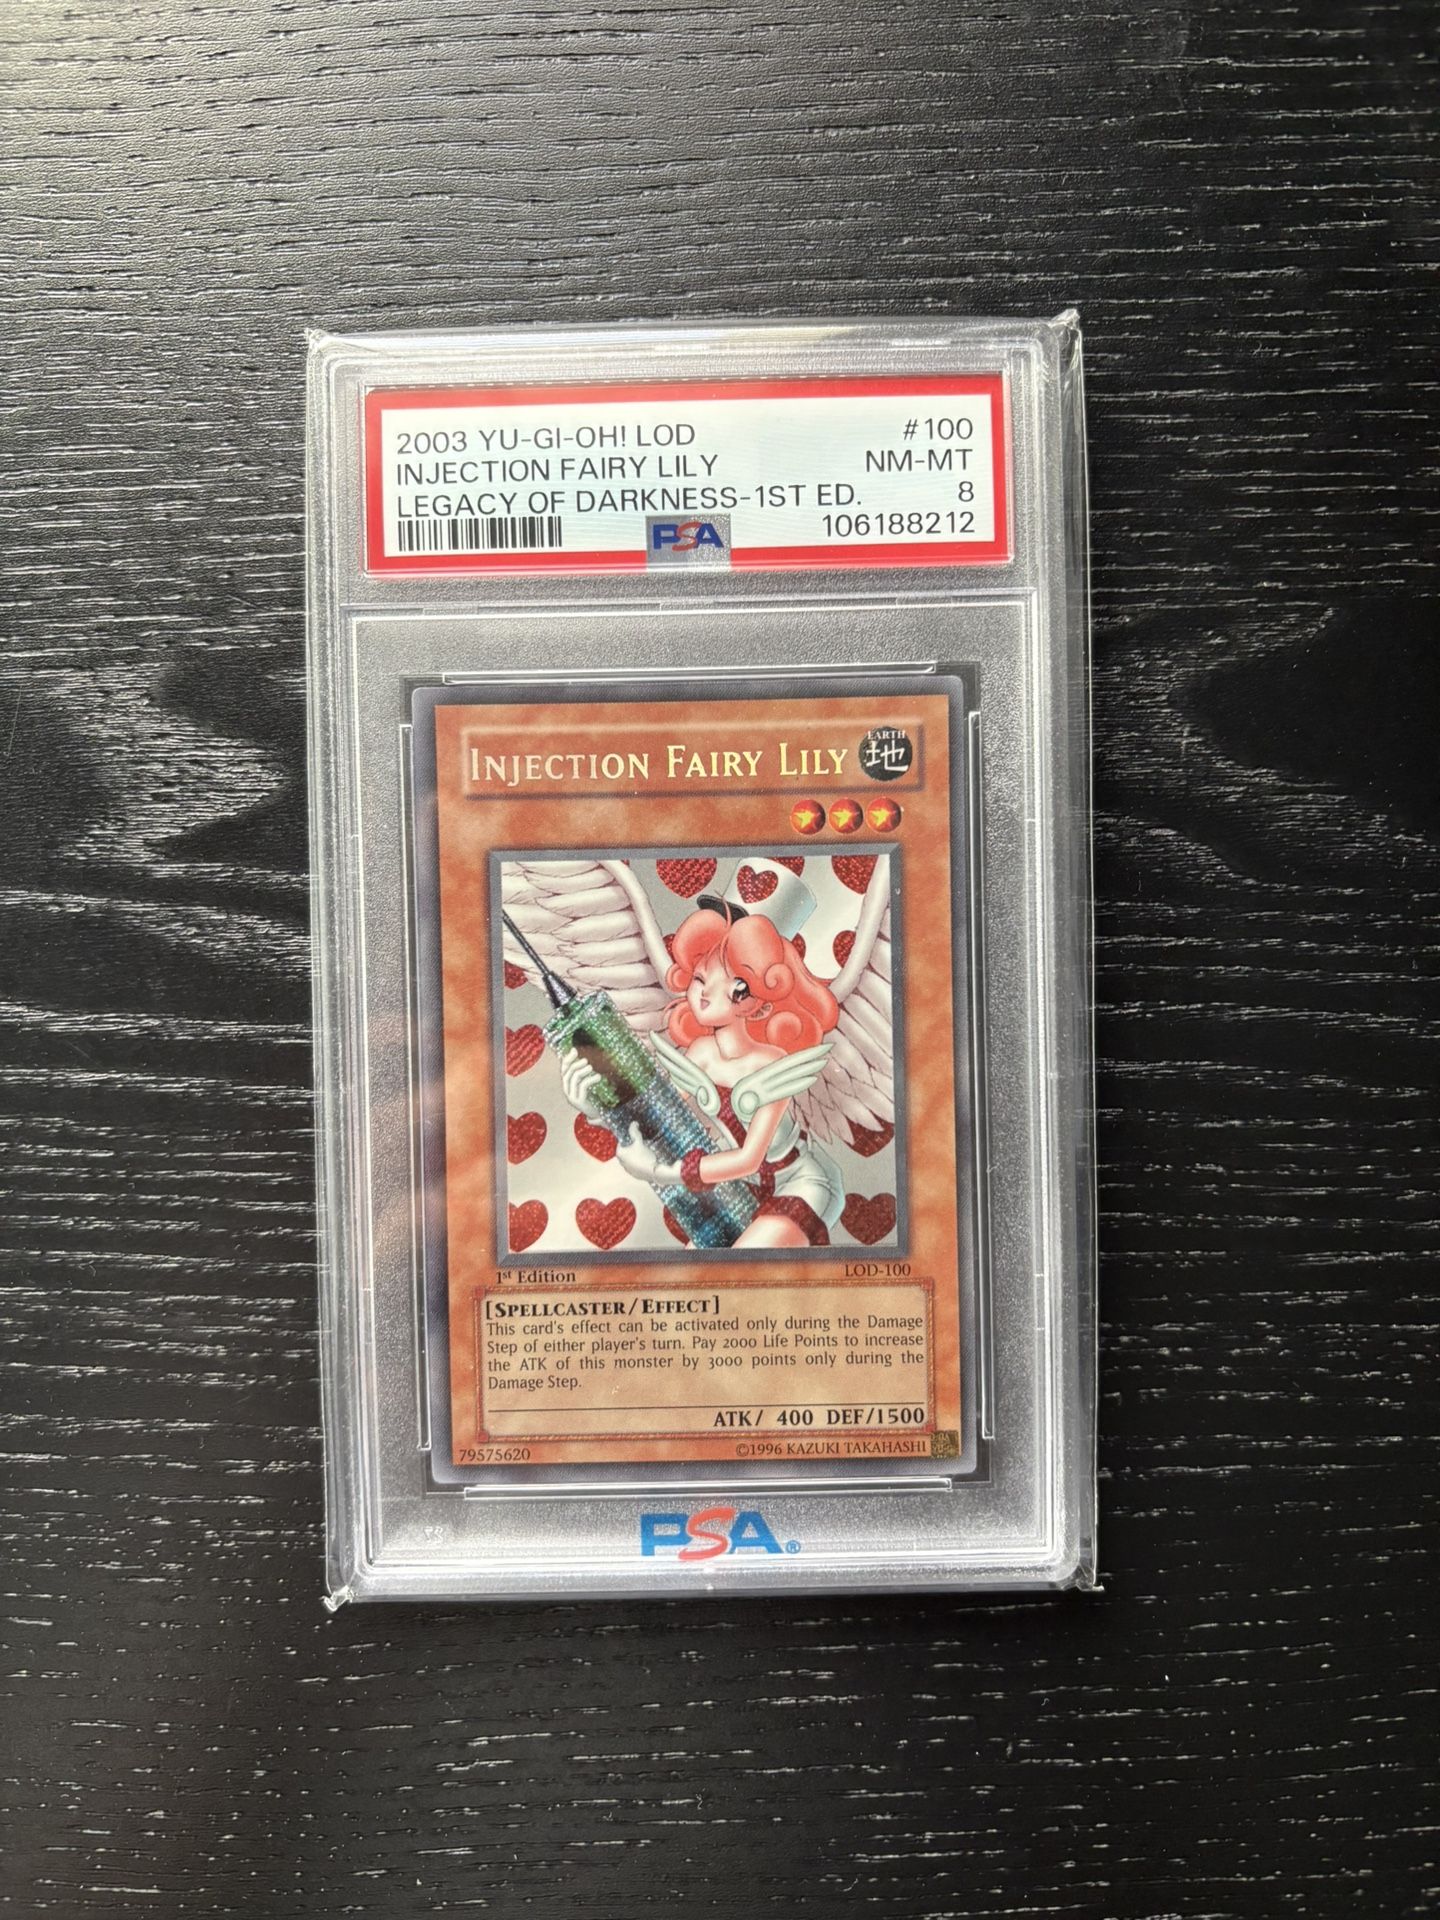 2003 YU-GI-OH! LOD #100
INJECTION FAIRY LILY NM-MT
LEGACY OF DARKNESS-1ST ED. 8
PSA 106188212
INJECTION FAIRY LILY
EARTH
地
1st Edition LOD-100
[SPELLCASTER/EFFECT]
This card's effect can be activated only during the Damage
Step of either player's turn. Pay 2000 Life Points to increase
the ATK of this monster by 3000 points only during the
Damage Step.
ATK/ 400 DEF/1500
79575620 ©1996 KAZUKI TAKAHASHI
PSA®